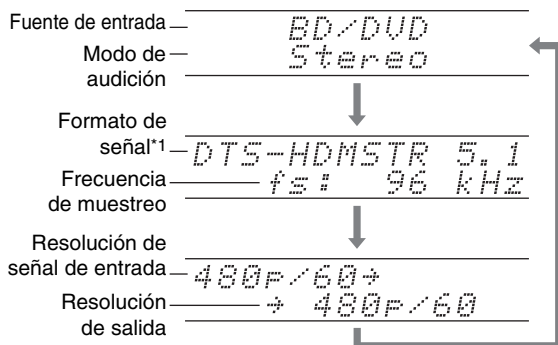 Fuente de entrada
BD/DVD
Modo de
audición
Stereo
Formato de
señal*1
DTS-HDMSTR 5.1
Frecuencia
de muestreo
fs: 96 kHz
Resolución de
señal de entrada
480p/60→
Resolución
de salida
→ 480p/60